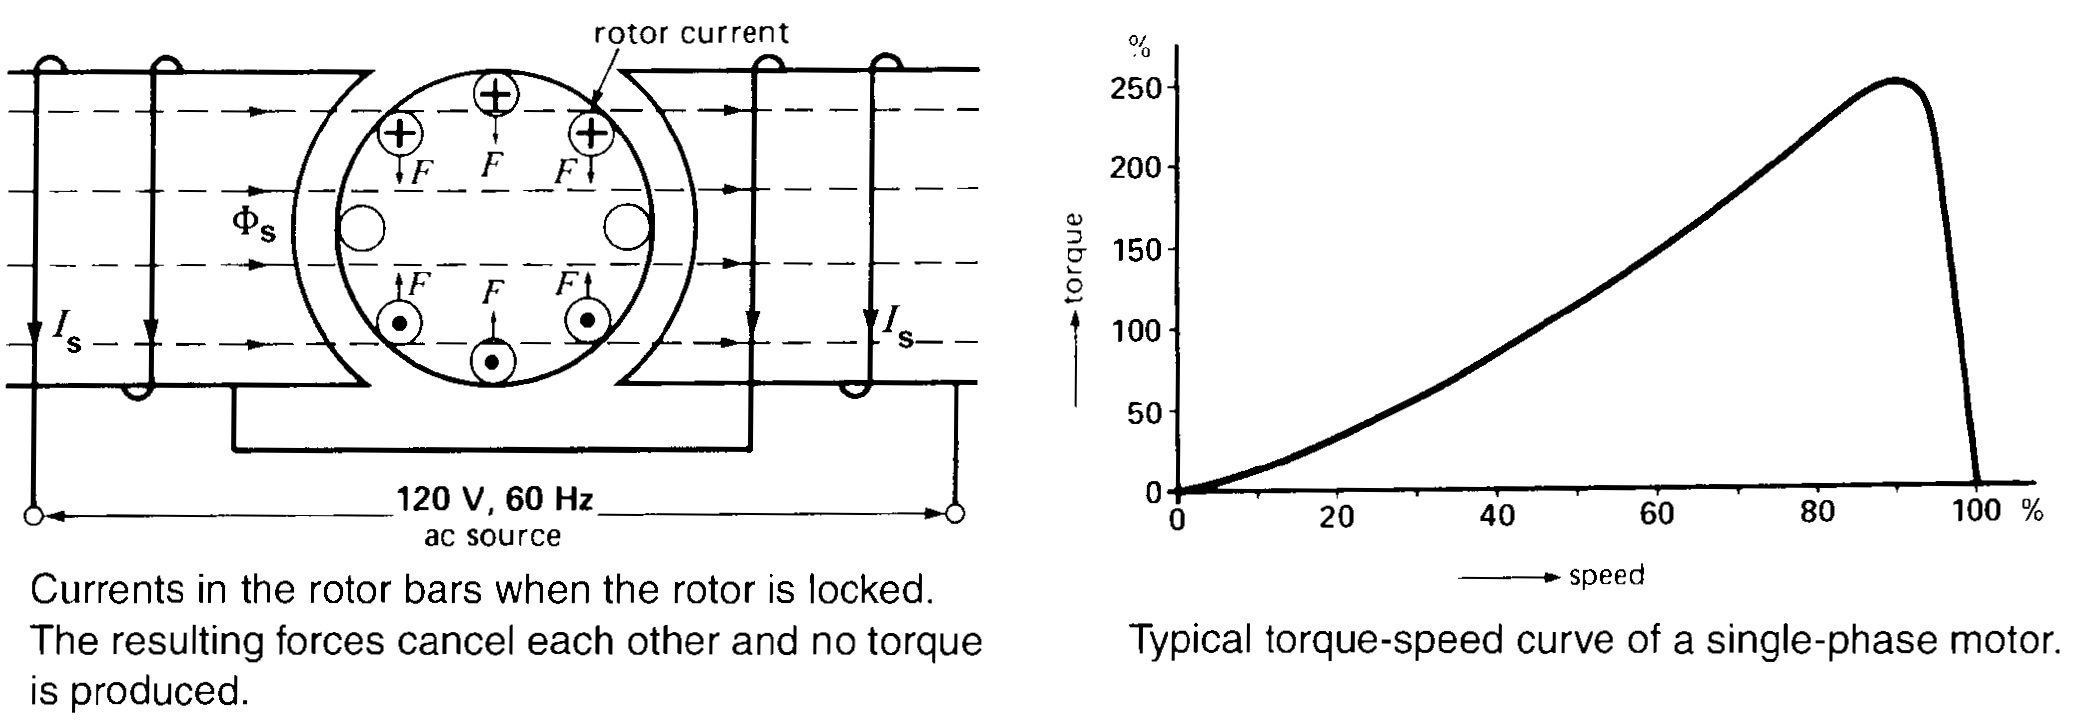 rotor current
F
F
F
Φs
F
F
F
Is
Is
120 V, 60 Hz
ac source
Currents in the rotor bars when the rotor is locked.
The resulting forces cancel each other and no torque
is produced.
%
250
200
150
100
50
0
torque
0 20 40 60 80 100 %
speed
Typical torque-speed curve of a single-phase motor.